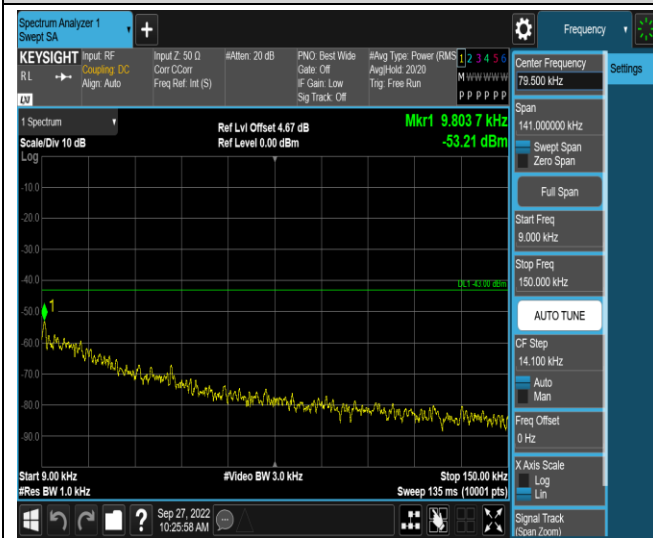 Spectrum Analyzer 1
Swept SA
+
Frequency
KEYSIGHT
RL
LXI
Input: RF
Coupling: DC
Align: Auto
Input Z: 50 Ω
Corr CCorr
Freq Ref: Int (S)
#Atten: 20 dB
PNO: Best Wide
Gate: Off
IF Gain: Low
Sig Track: Off
#Avg Type: Power (RMS
Avg|Hold: 20/20
Trig: Free Run
1 2 3 4 5 6
M W W W W W
P P P P P P
Center Frequency
79.500 kHz
Settings
Span
141.000000 kHz
Swept Span
Zero Span
Full Span
Start Freq
9.000 kHz
Stop Freq
150.000 kHz
AUTO TUNE
CF Step
14.100 kHz
Auto
Man
Freq Offset
0 Hz
X Axis Scale
Log
Lin
Signal Track
(Span Zoom)
1 Spectrum
Scale/Div 10 dB
Log
Ref Lvl Offset 4.67 dB
Ref Level 0.00 dBm
Mkr1 9.803 7 kHz
-53.21 dBm
-10.0
-20.0
-30.0
-40.0
DL1 -43.00 dBm
-50.0
1
-60.0
-70.0
-80.0
-90.0
Start 9.00 kHz
#Res BW 1.0 kHz
#Video BW 3.0 kHz
Stop 150.00 kHz
Sweep 135 ms (10001 pts)
?
Sep 27, 2022
10:25:58 AM